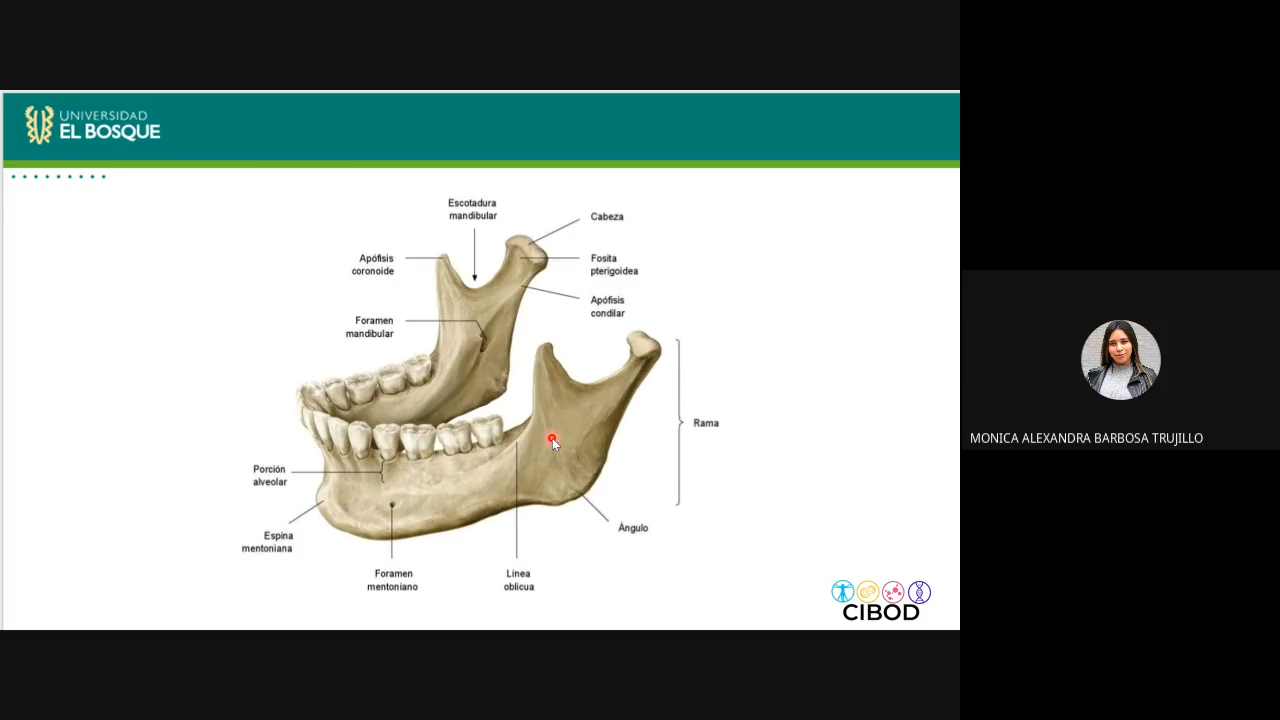 UNIVERSIDAD
EL BOSQUE
Escotadura
mandibular
Cabeza
Apófisis
coronoide
Fosita
pterigoidea
Apófisis
condilar
Foramen
mandibular
Rama
MONICA ALEXANDRA BARBOSA TRUJILLO
Porción
alveolar
Espina
mentoniana
Ángulo
Foramen
mentoniano
Línea
oblicua
CIBOD